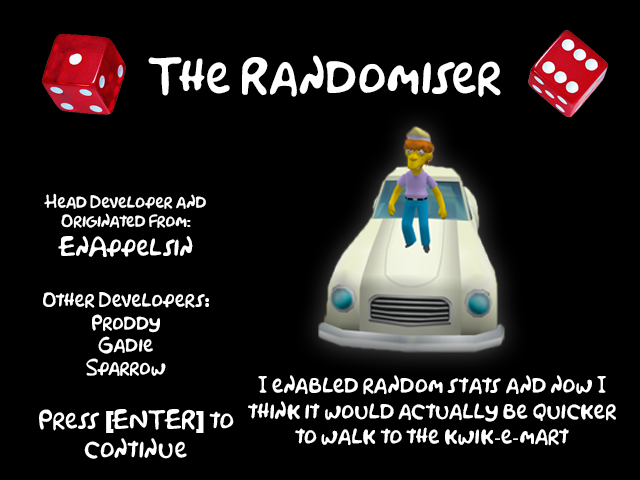 The Randomiser
Head Developer and
Originated From:
EnAppelsin
Other Developers:
Proddy
Gadie
Sparrow
Press [ENTER] to
continue
I enabled random stats and now I
think it would actually be quicker
to walk to the Kwik-e-Mart